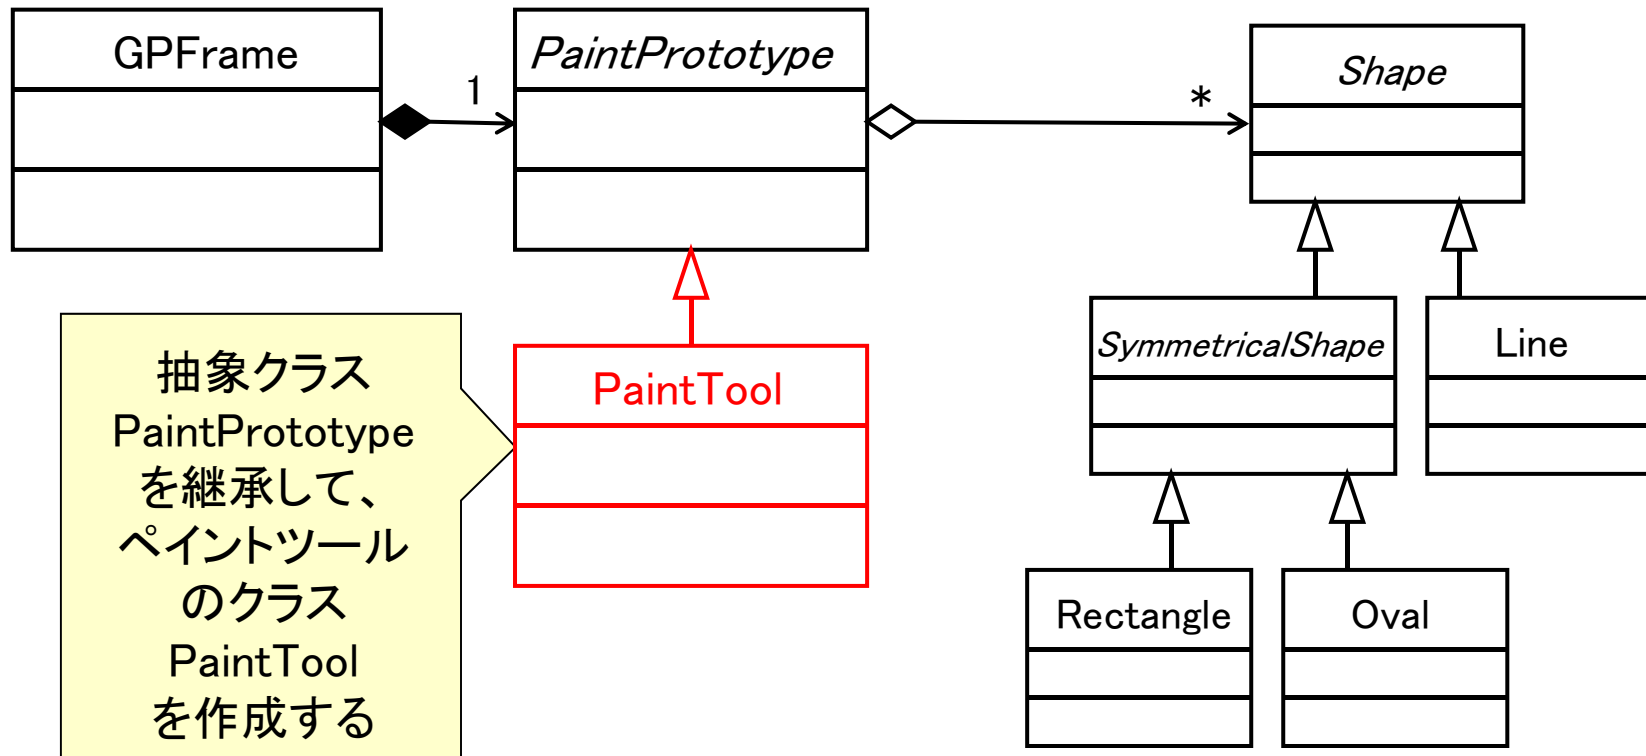 GPFrame
1
PaintPrototype
*
Shape
抽象クラス
PaintPrototype
を継承して、
ペイントツール
のクラス
PaintTool
を作成する
PaintTool
SymmetricalShape
Line
Rectangle
Oval